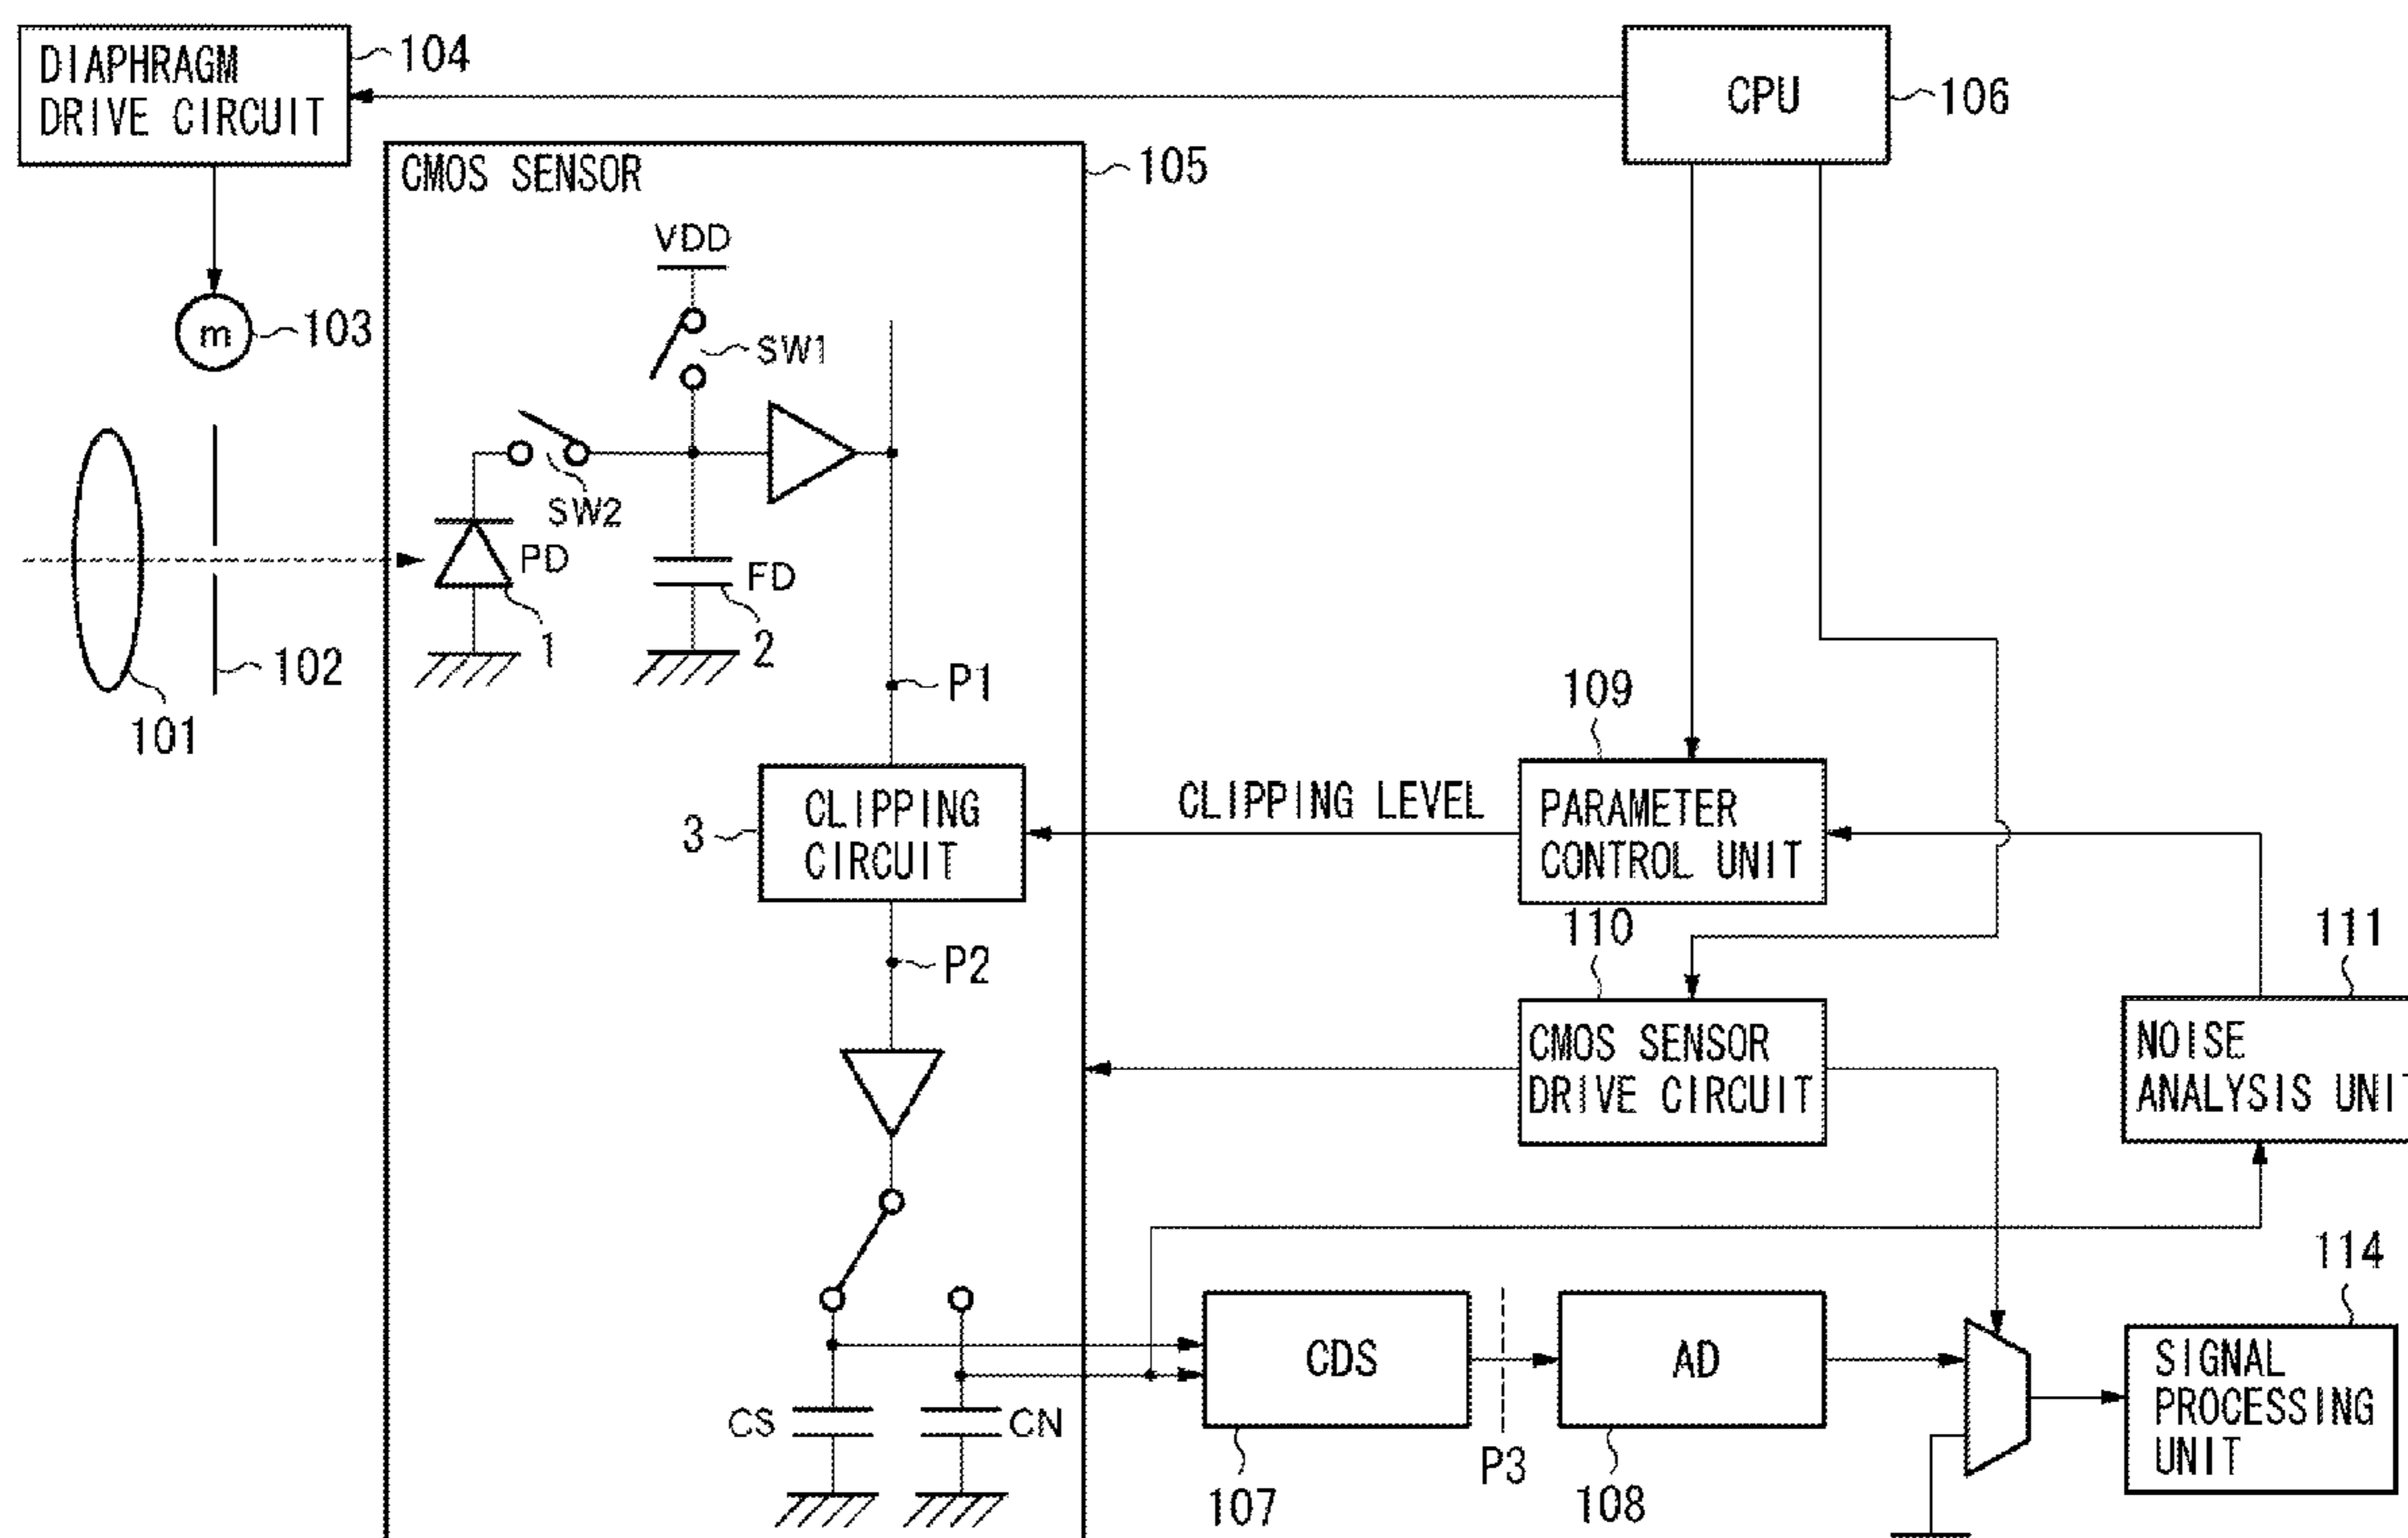 DIAPHRAGM
DRIVE CIRCUIT
104
CPU
106
CMOS SENSOR
105
VDD
m
103
SW1
SW2
PD
FD
1
2
102
101
P1
109
3
CLIPPING
CIRCUIT
CLIPPING LEVEL
PARAMETER
CONTROL UNIT
110
111
P2
CMOS SENSOR
DRIVE CIRCUIT
NOISE
ANALYSIS UNIT
114
CDS
AD
SIGNAL
PROCESSING
UNIT
CS
CN
P3
107
108